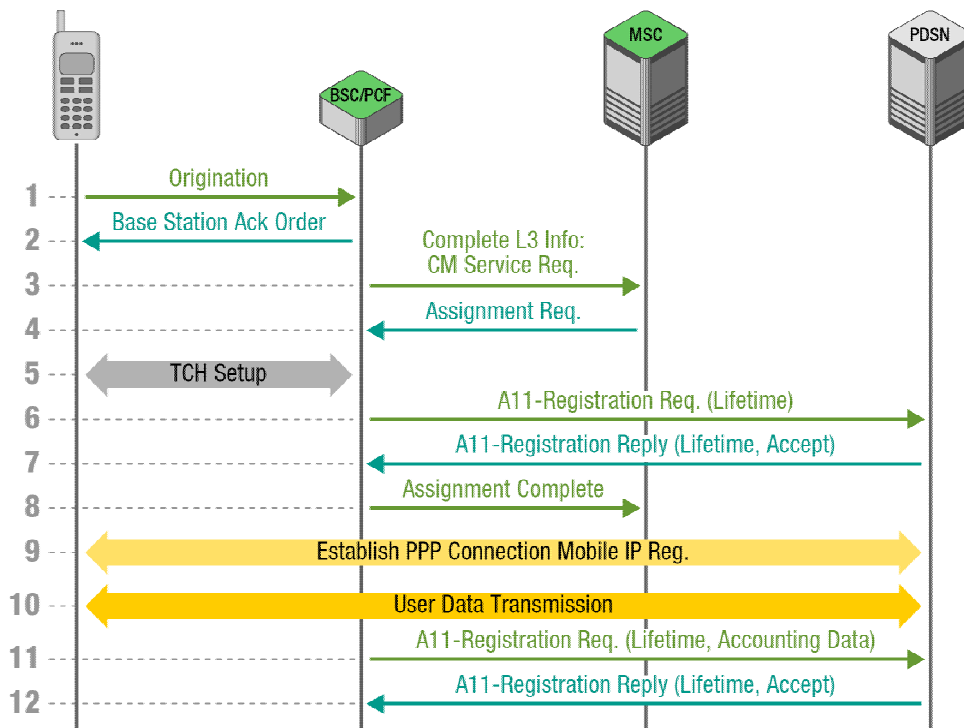 MSC
PDSN
BSC/PCF
1
Origination
2
Base Station Ack Order
3
Complete L3 Info:
CM Service Req.
4
Assignment Req.
5
TCH Setup
6
A11-Registration Req. (Lifetime)
7
A11-Registration Reply (Lifetime, Accept)
8
Assignment Complete
9
Establish PPP Connection Mobile IP Reg.
10
User Data Transmission
11
A11-Registration Req. (Lifetime, Accounting Data)
12
A11-Registration Reply (Lifetime, Accept)